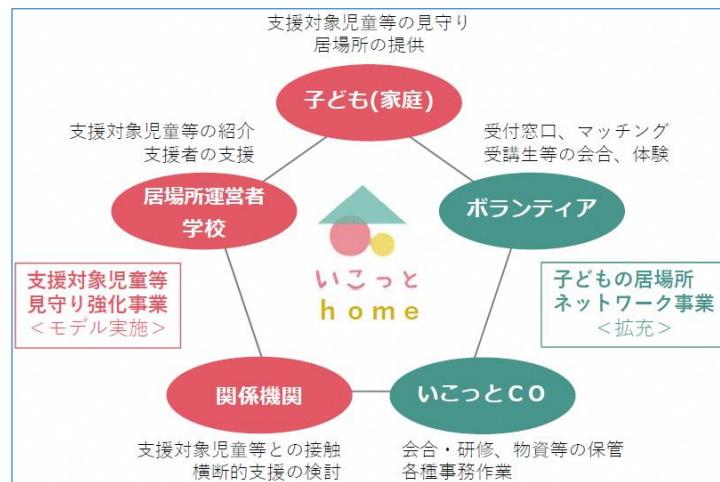 支援対象児童等の見守り
居場所の提供
子ども(家庭)
支援対象児童等の紹介
支援者の支援
受付窓口、マッチング
受講生等の会合、体験
居場所運営者
学校
ボランティア
いこっと
home
支援対象児童等
見守り強化事業
＜モデル実施＞
子どもの居場所
ネットワーク事業
＜拡充＞
関係機関
いこっとＣＯ
支援対象児童等との接触
横断的支援の検討
会合・研修、物資等の保管
各種事務作業